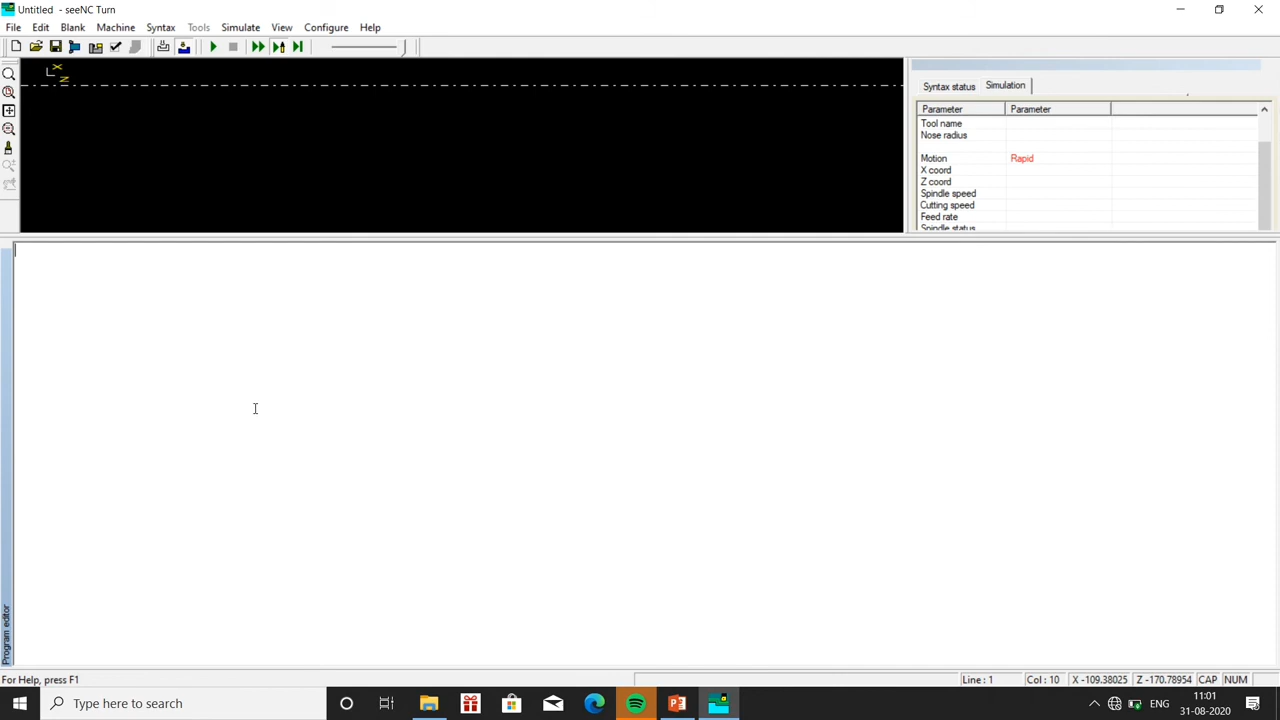 Untitled - seeNC Turn
File Edit Blank Machine Syntax Tools Simulate View Configure Help
X
Z
Syntax status Simulation
Parameter Parameter
Tool name
Nose radius
Motion Rapid
X coord
Z coord
Spindle speed
Cutting speed
Feed rate
Spindle status
Program editor
For Help, press F1
Line : 1 Col : 10 X -109.38025 Z -170.78954 CAP NUM
Type here to search
ENG
11:01
31-08-2020